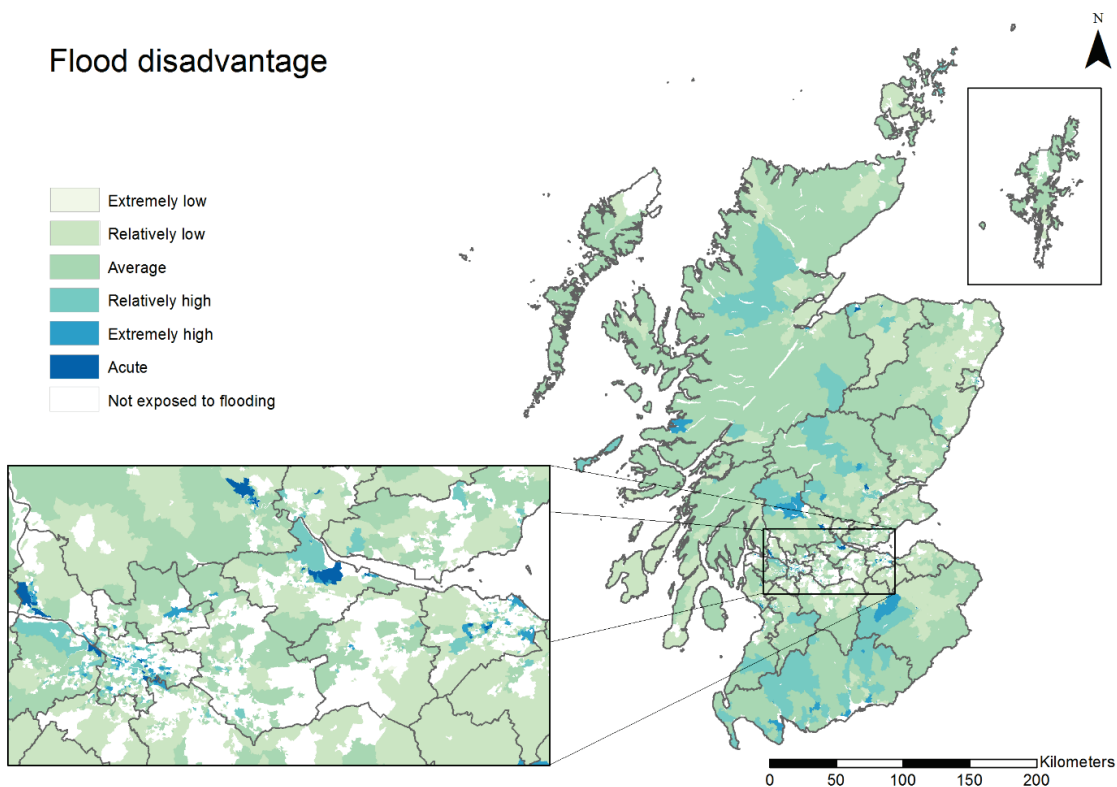 N
Flood disadvantage
Extremely low
Relatively low
Average
Relatively high
Extremely high
Acute
Not exposed to flooding
Kilometers
0 50 100 150 200